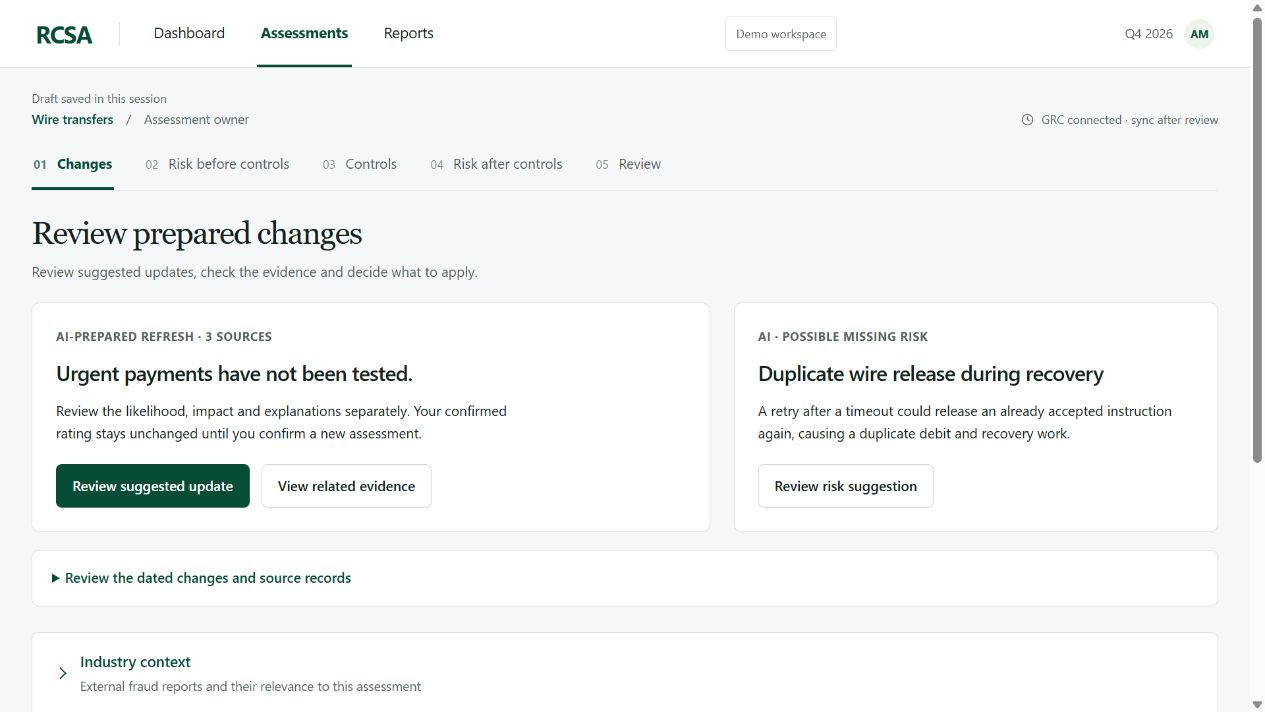 RCSA
Dashboard
Assessments
Reports
Demo workspace
Q4 2026
AM
Draft saved in this session
Wire transfers / Assessment owner
GRC connected · sync after review
01 Changes
02 Risk before controls
03 Controls
04 Risk after controls
05 Review
Review prepared changes
Review suggested updates, check the evidence and decide what to apply.
AI-PREPARED REFRESH · 3 SOURCES
Urgent payments have not been tested.
Review the likelihood, impact and explanations separately. Your confirmed
rating stays unchanged until you confirm a new assessment.
Review suggested update
View related evidence
AI · POSSIBLE MISSING RISK
Duplicate wire release during recovery
A retry after a timeout could release an already accepted instruction
again, causing a duplicate debit and recovery work.
Review risk suggestion
Review the dated changes and source records
Industry context
External fraud reports and their relevance to this assessment